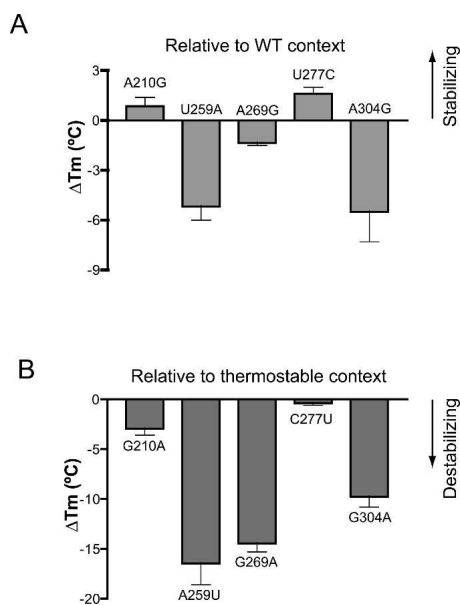 A
Relative to WT context
Stabilizing
ΔTm (ºC)
3
0
-3
-6
-9
A210G
U259A
A269G
U277C
A304G
B
Relative to thermostable context
Destabilizing
ΔTm (ºC)
0
-5
-10
-15
-20
G210A
A259U
G269A
C277U
G304A